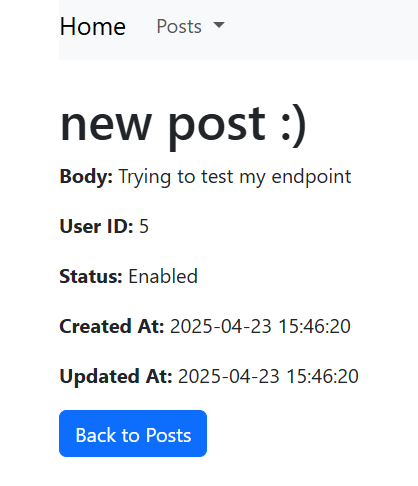 Home Posts
new post :)
Body: Trying to test my endpoint
User ID: 5
Status: Enabled
Created At: 2025-04-23 15:46:20
Updated At: 2025-04-23 15:46:20
Back to Posts